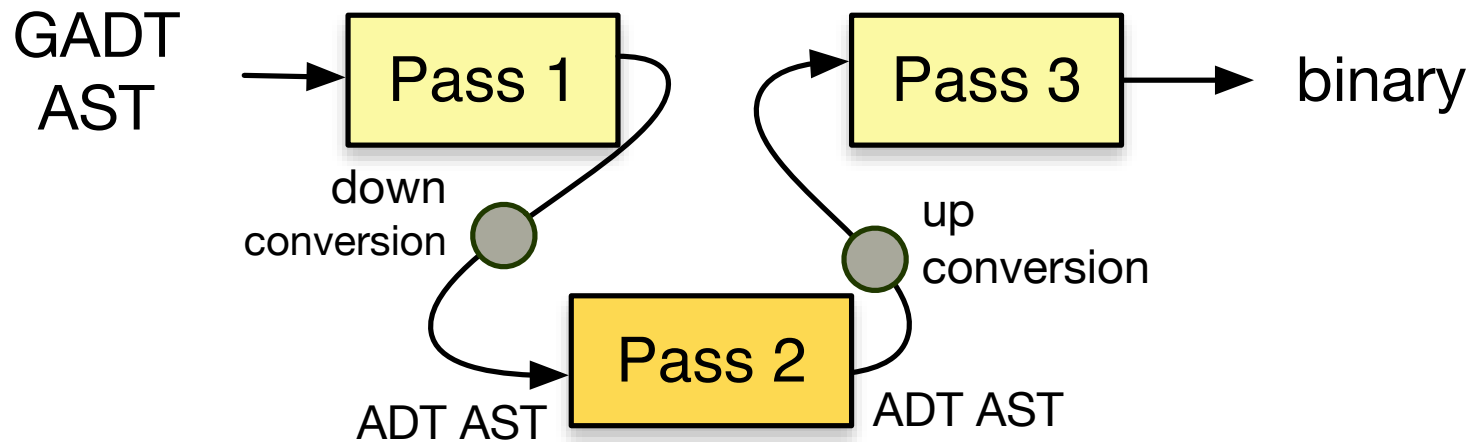 GADT
AST
Pass 1
Pass 3
binary
down
conversion
up
conversion
Pass 2
ADT AST
ADT AST